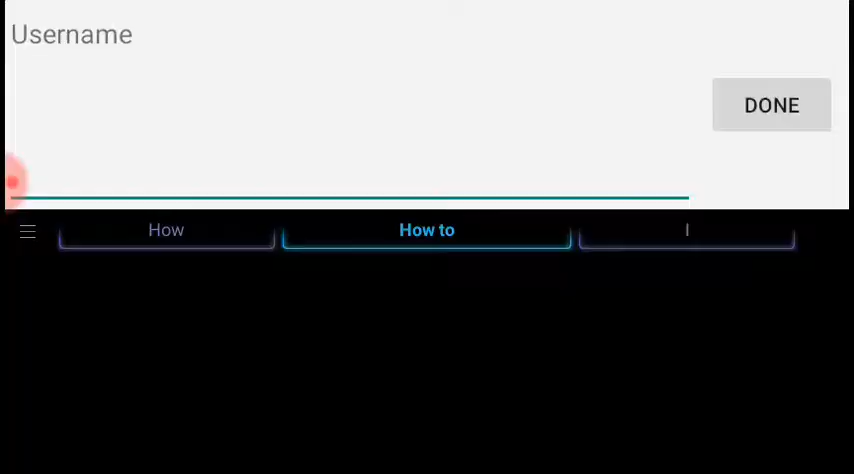 Username
DONE
How
How to
I